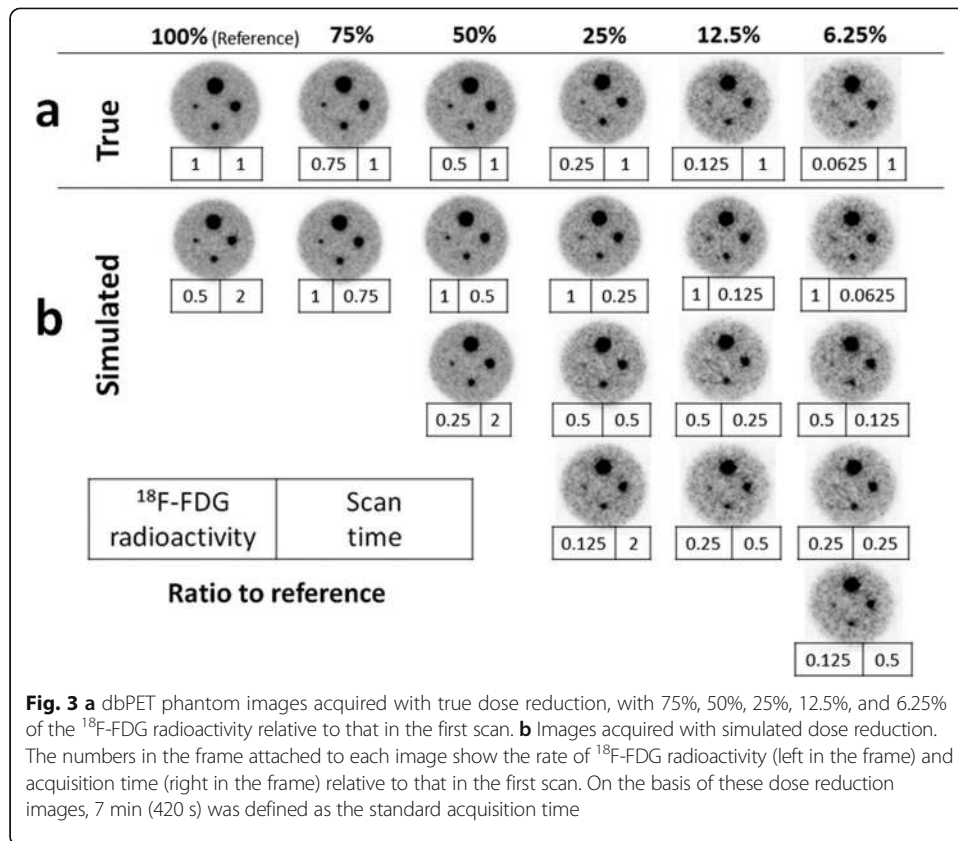 100% (Reference) 75% 50% 25% 12.5% 6.25%
a True
1 1 0.75 1 0.5 1 0.25 1 0.125 1 0.0625 1
b Simulated
0.5 2 1 0.75 1 0.5 1 0.25 1 0.125 1 0.0625
0.25 2 0.5 0.5 0.5 0.25 0.5 0.125
0.125 2 0.25 0.5 0.25 0.25
0.125 0.5
¹⁸F-FDG radioactivity
Scan time
Ratio to reference
Fig. 3 a dbPET phantom images acquired with true dose reduction, with 75%, 50%, 25%, 12.5%, and 6.25%
of the ¹⁸F-FDG radioactivity relative to that in the first scan. b Images acquired with simulated dose reduction.
The numbers in the frame attached to each image show the rate of ¹⁸F-FDG radioactivity (left in the frame) and
acquisition time (right in the frame) relative to that in the first scan. On the basis of these dose reduction
images, 7 min (420 s) was defined as the standard acquisition time